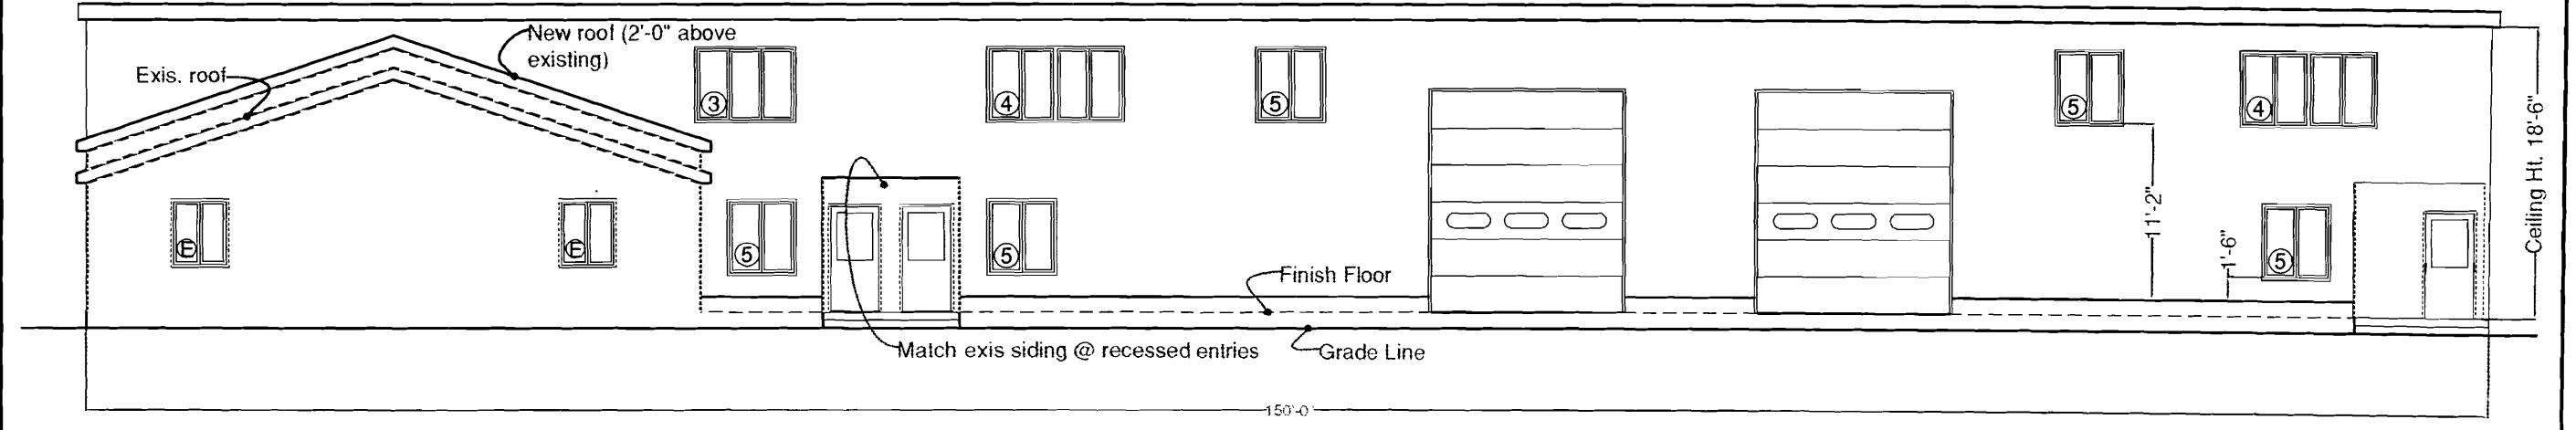 New roof (2'-0" above
existing)
Exis. roof
3
4
5
5
4
E
E
5
5
5
11'-2"
1'-6"
Ceiling Ht. 18'-6"
Finish Floor
Match exis siding @ recessed entries
Grade Line
150'-0